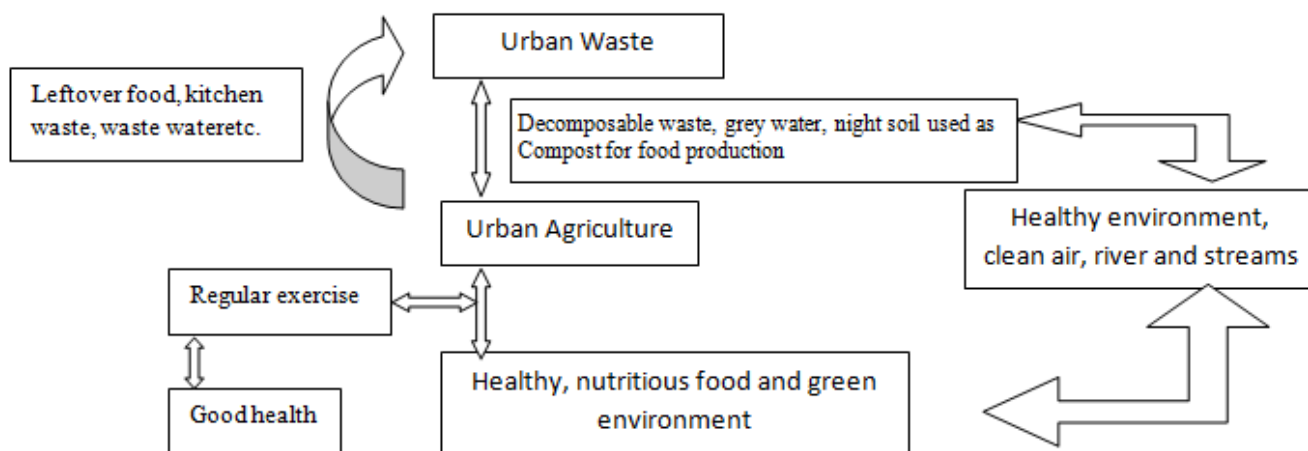 Urban Waste
Leftover food, kitchen
waste, waste wateretc.
Decomposable waste, grey water, night soil used as
Compost for food production
Urban Agriculture
Healthy environment,
clean air, river and streams
Regular exercise
Healthy, nutritious food and green
environment
Good health